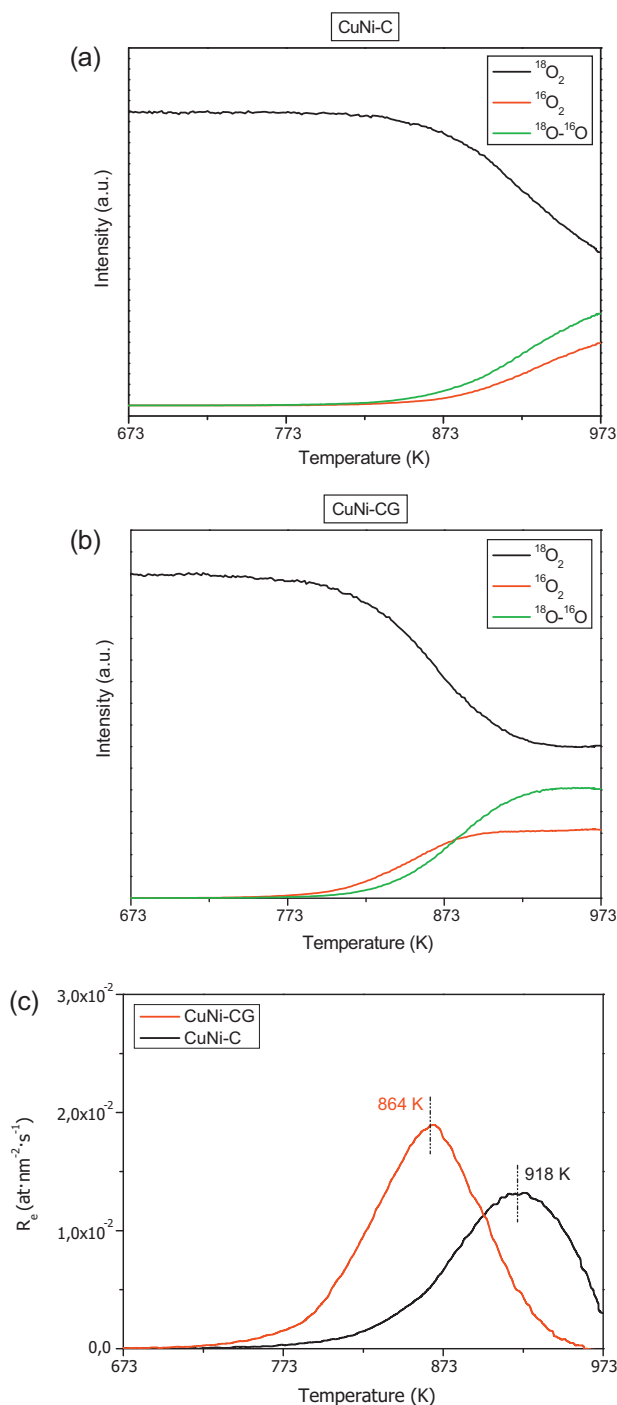 CuNi-C
(a)
¹⁸O₂
¹⁶O₂
¹⁸O-¹⁶O
Intensity (a.u.)
673 773 873 973
Temperature (K)
CuNi-CG
(b)
¹⁸O₂
¹⁶O₂
¹⁸O-¹⁶O
Intensity (a.u.)
673 773 873 973
Temperature (K)
(c)
3,0x10⁻²
CuNi-CG
CuNi-C
2,0x10⁻²
864 K
918 K
Rₑ (at·nm⁻²·s⁻¹)
1,0x10⁻²
0,0
673 773 873 973
Temperature (K)